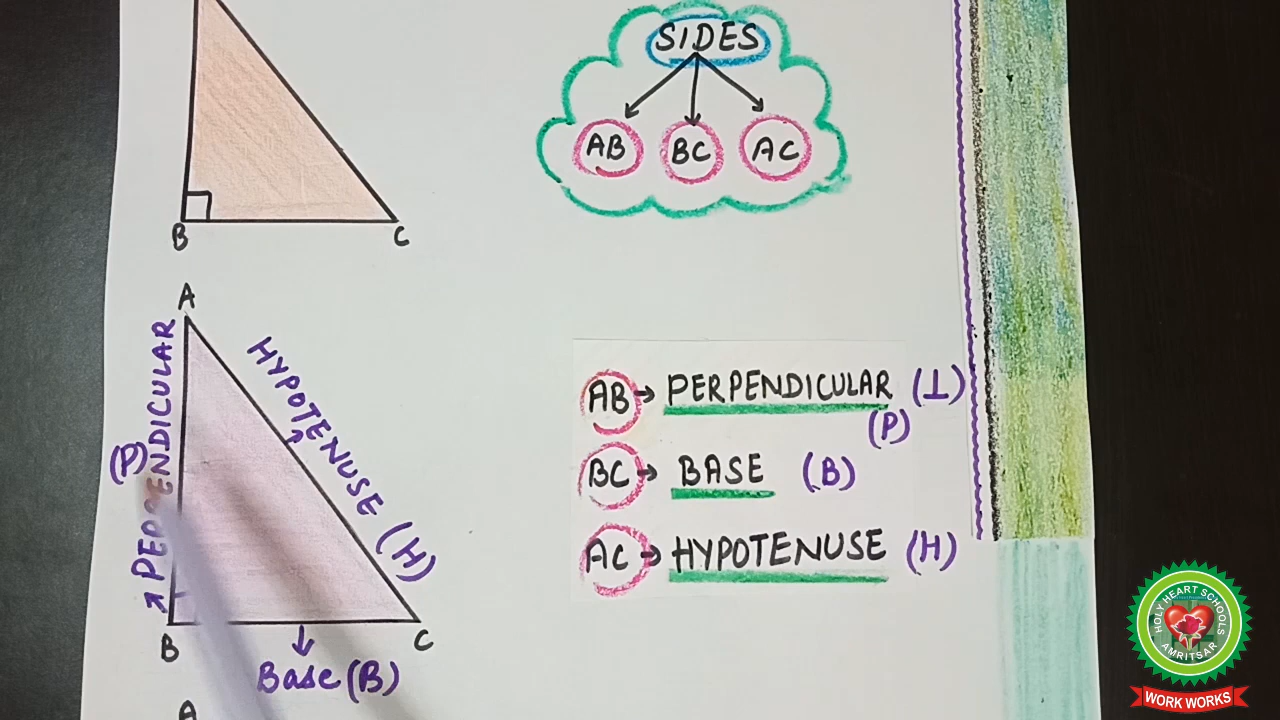 SIDES
AB BC AC
B C
A
PERPENDICULAR
(P)
HYPOTENUSE (H)
B C
Base (B)
A
AB → PERPENDICULAR (⊥)
(P)
BC → BASE (B)
AC → HYPOTENUSE (H)
HOLY HEART SCHOOLS
AMRITSAR
WORK WORKS